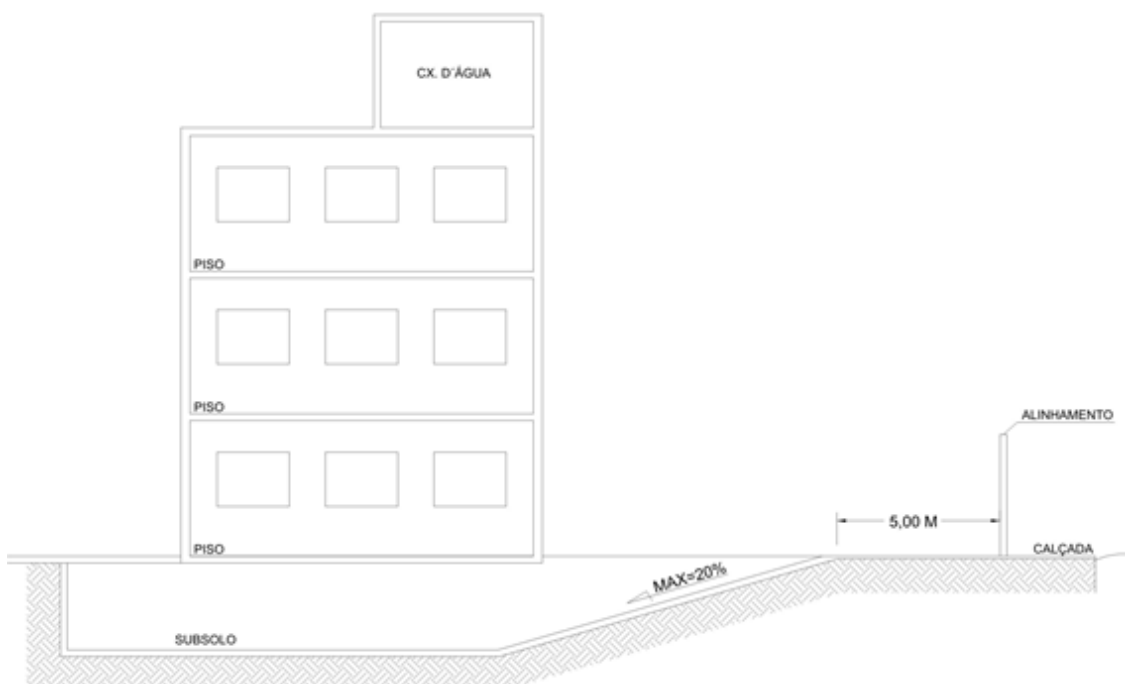 CX. D´ÁGUA
PISO
PISO
ALINHAMENTO
5,00 M
PISO
CALÇADA
MAX=20%
SUBSOLO